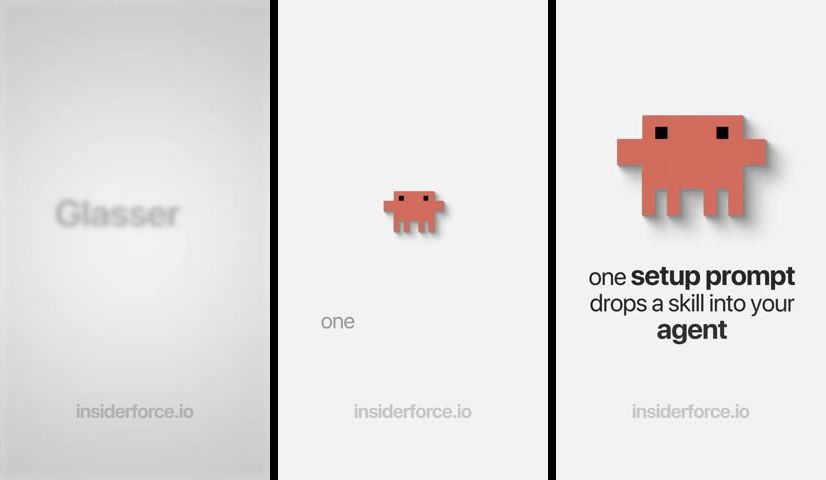 Glasser
insiderforce.io
one
insiderforce.io
one setup prompt
drops a skill into your
agent
insiderforce.io